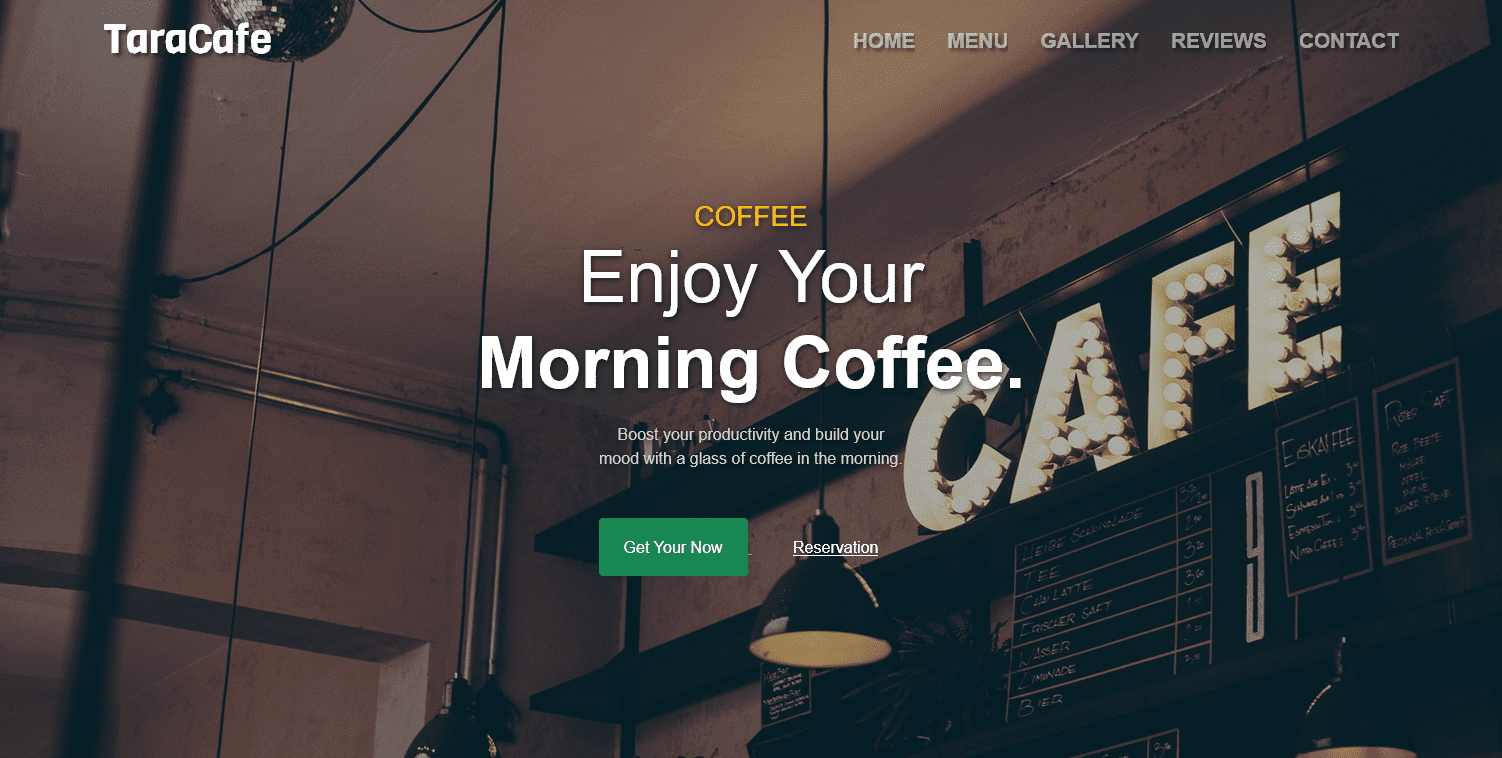 TaraCafe
HOME MENU GALLERY REVIEWS CONTACT
COFFEE
Enjoy Your
Morning Coffee.
Boost your productivity and build your
mood with a glass of coffee in the morning.
Get Your Now
Reservation
CAFE
9
EISKAFFEE
HEIßE SCHOKOLADE
TEE
CHAI LATTE
WASSER
LIMONADE
BIER